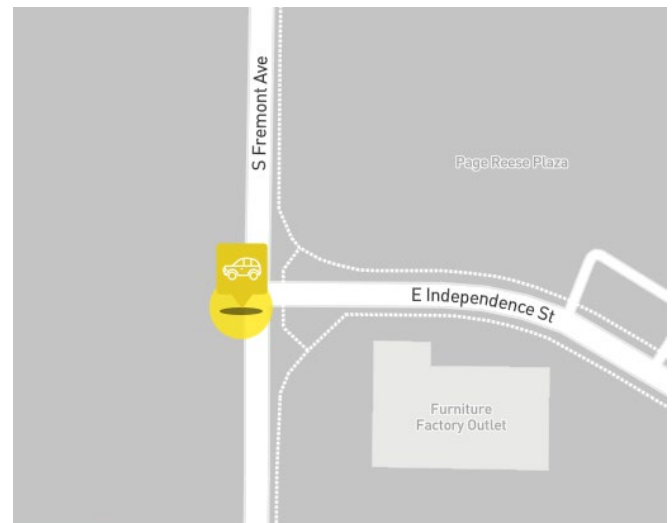 S Fremont Ave
Page Reese Plaza
E Independence St
Furniture
Factory Outlet